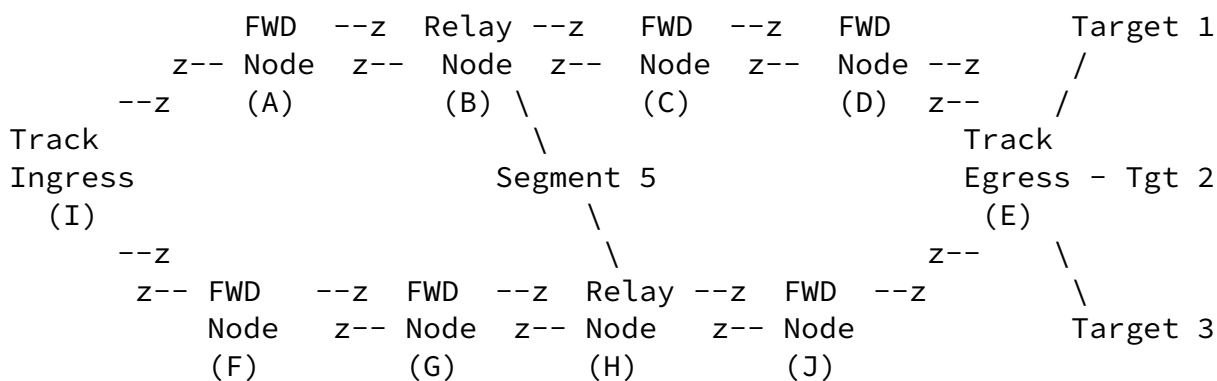 FWD --z Relay --z FWD --z FWD Target 1
z-- Node z-- Node z-- Node z-- Node --z /
--z (A) (B) \ (C) (D) z-- /
Track \ Track
Ingress Segment 5 Egress - Tgt 2
(I) \ (E)
--z \ z-- \
z-- FWD --z FWD --z Relay --z FWD --z \
Node z-- Node z-- Node z-- Node Target 3
(F) (G) (H) (J)